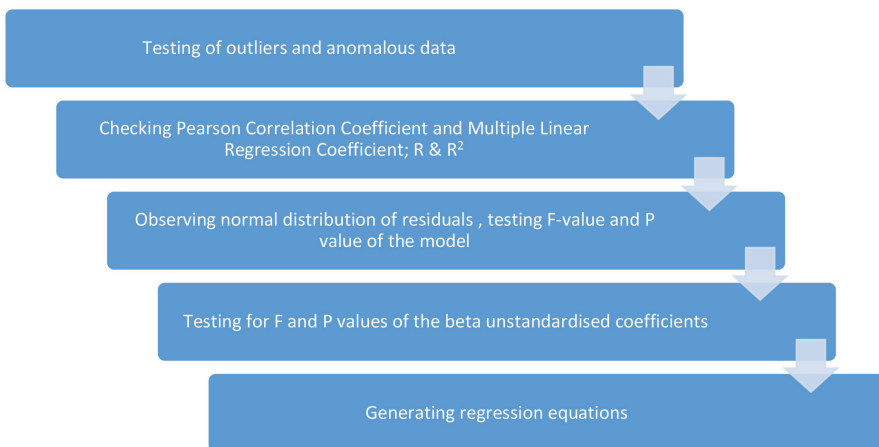 Testing of outliers and anomalous data
Checking Pearson Correlation Coefficient and Multiple Linear
Regression Coefficient; R & R²
Observing normal distribution of residuals , testing F-value and P
value of the model
Testing for F and P values of the beta unstandardised coefficients
Generating regression equations